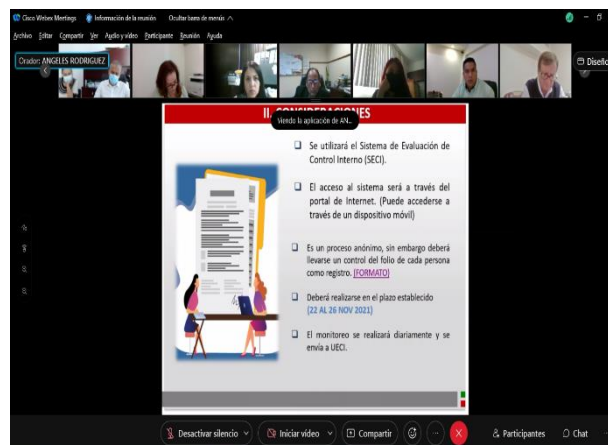 Cisco Webex Meetings Información de la reunión Ocultar barra de menús
Archivo Editar Compartir Ver Audio y vídeo Participante Reunión Ayuda
Orador: ANGELES RODRIGUEZ
Diseño
II. CONSIDERACIONES
Viendo la aplicación de AN...
Se utilizará el Sistema de Evaluación de
Control Interno (SECI).
El acceso al sistema será a través del
portal de Internet. (Puede accederse a
través de un dispositivo móvil)
Es un proceso anónimo, sin embargo deberá
llevarse un control del folio de cada persona
como registro. (FORMATO)
Deberá realizarse en el plazo establecido
(22 AL 26 NOV 2021)
El monitoreo se realizará diariamente y se
envía a UECI.
Desactivar silencio Iniciar vídeo Compartir Participantes Chat